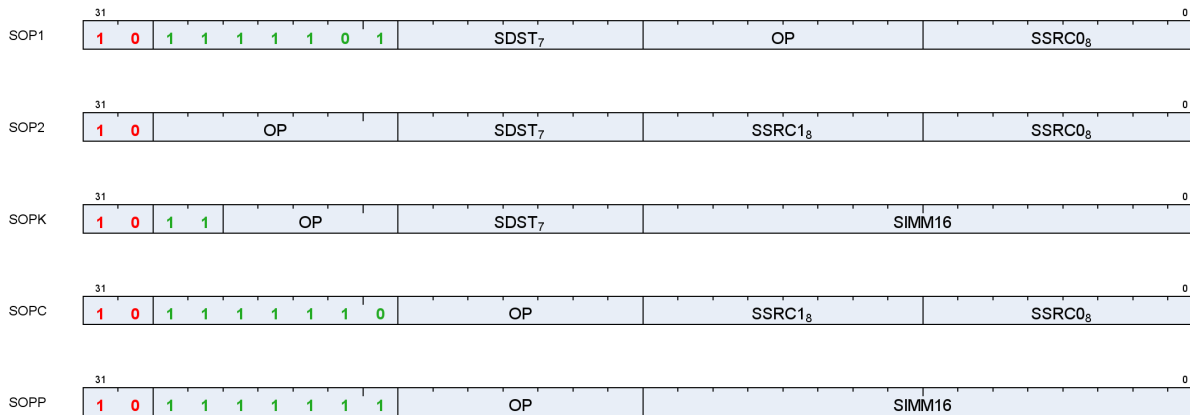 31 0
SOP1 1 0 1 1 1 1 1 0 1 SDST7 OP SSRC08
31 0
SOP2 1 0 OP SDST7 SSRC18 SSRC08
31 0
SOPK 1 0 1 1 OP SDST7 SIMM16
31 0
SOPC 1 0 1 1 1 1 1 1 0 OP SSRC18 SSRC08
31 0
SOPP 1 0 1 1 1 1 1 1 1 OP SIMM16